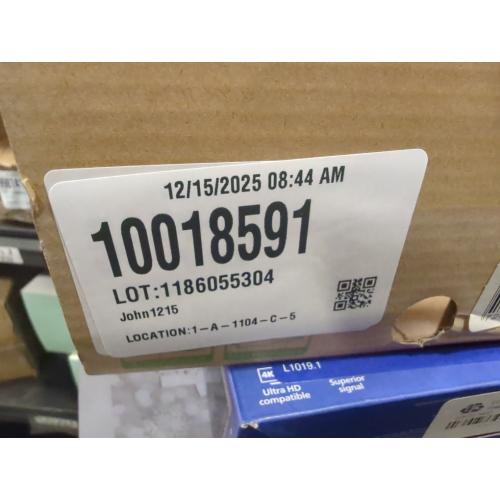 12/15/2025 08:44 AM
10018591
LOT:1186055304
John1215
LOCATION:1-A-1104-C-5
4K
L1019.1
Ultra HD
compatible
Superior
signal